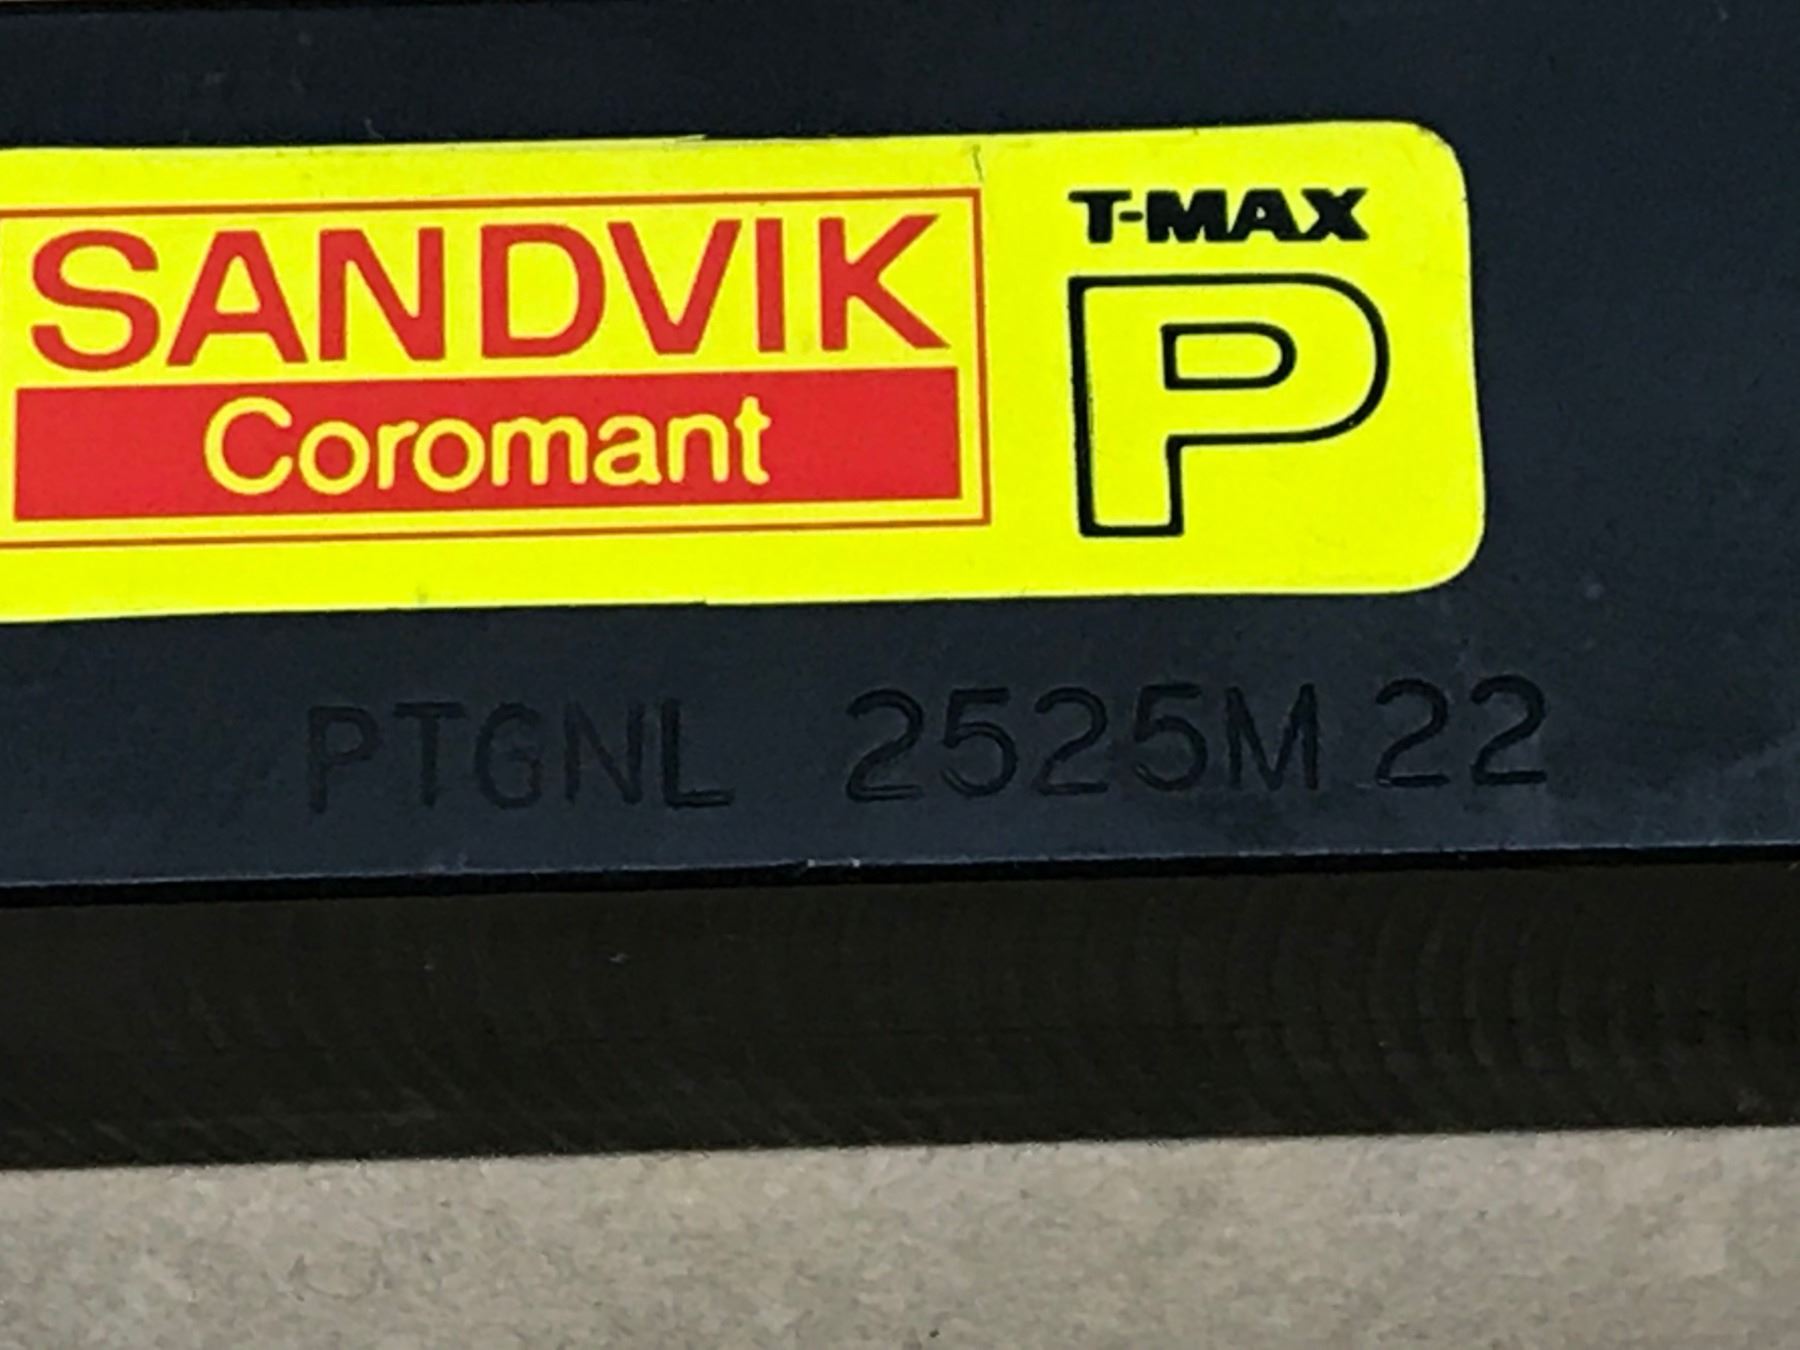 SANDVIK
Coromant
T-MAX
P
PTGNL 2525M 22